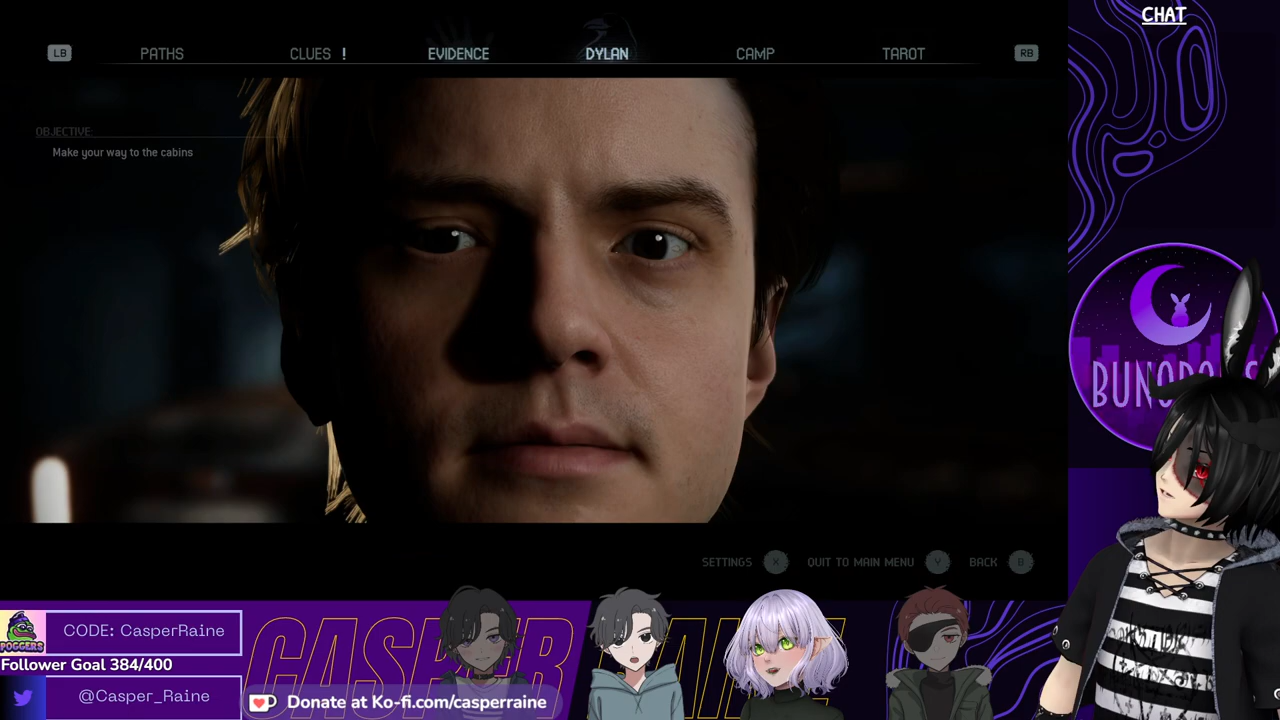 CHAT
LB
PATHS
CLUES !
EVIDENCE
DYLAN
CAMP
TAROT
RB
OBJECTIVE:
Make your way to the cabins
SETTINGS X
QUIT TO MAIN MENU Y
BACK B
POGGERS
CODE: CasperRaine
Follower Goal 384/400
@Casper_Raine
Donate at Ko-fi.com/casperraine